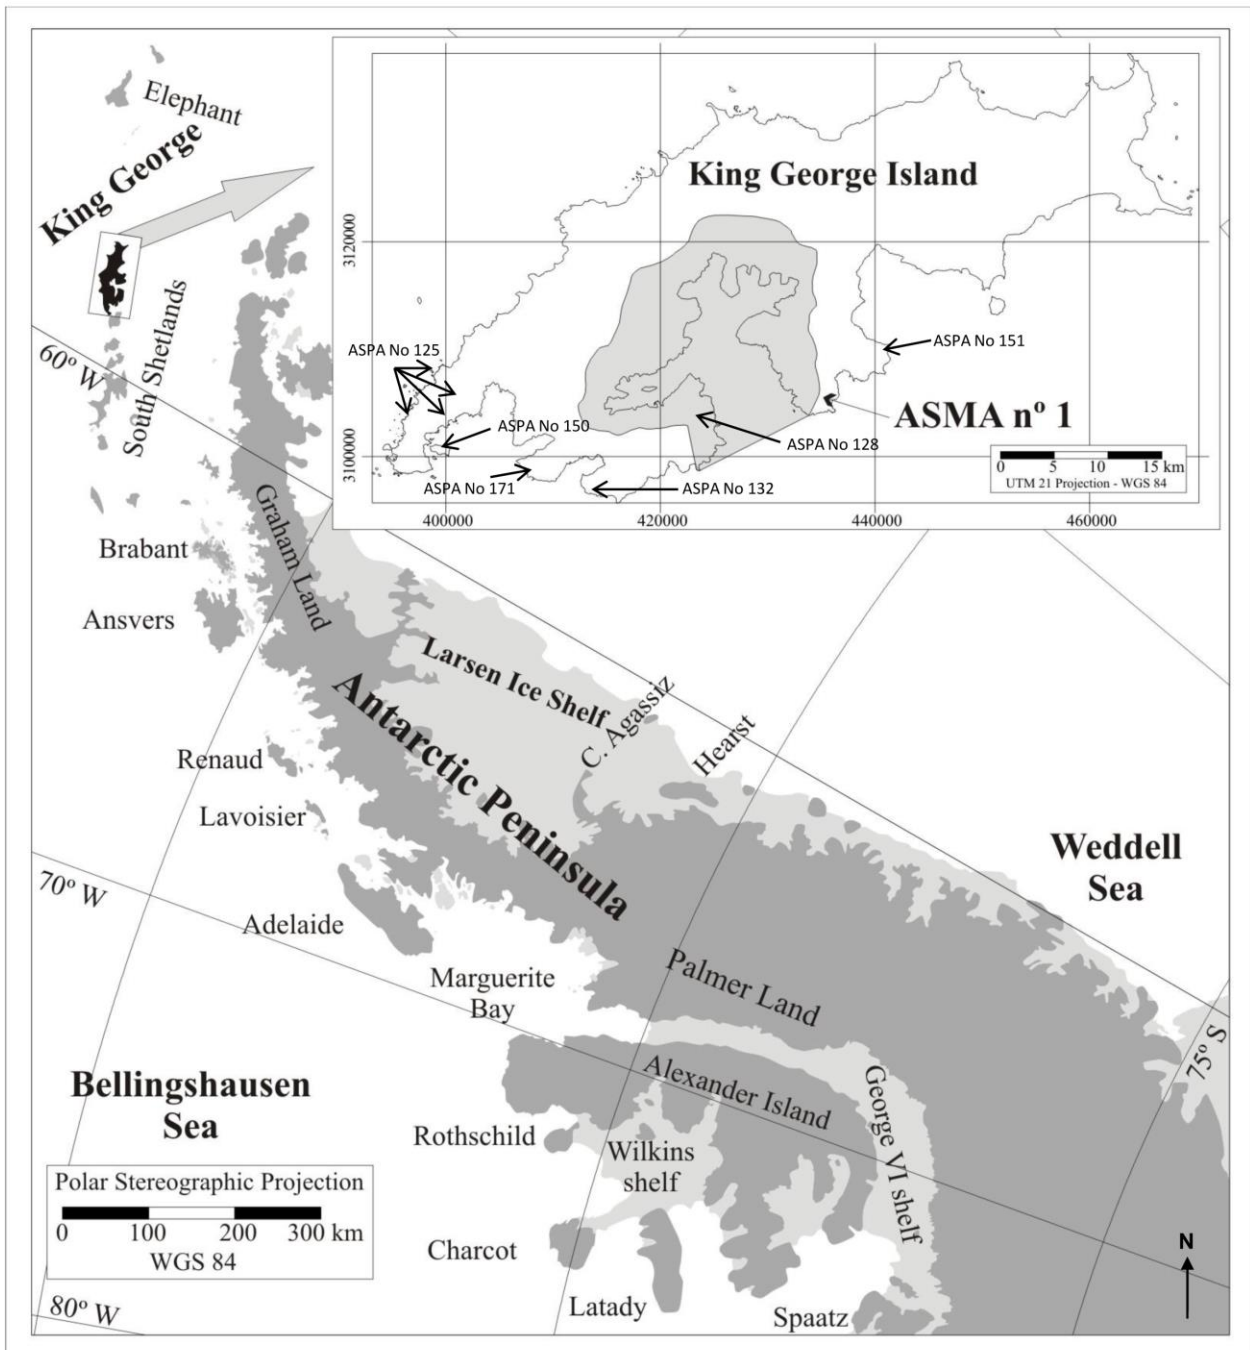 Elephant
King George
South Shetlands
60º W
King George Island
3120000
3100000
ASPA No 125
ASPA No 150
ASPA No 171
ASPA No 132
ASPA No 128
ASPA No 151
ASMA nº 1
0 5 10 15 km
UTM 21 Projection - WGS 84
400000 420000 440000 460000
Graham Land
Brabant
Ansvers
Larsen Ice Shelf
Antarctic Peninsula
C. Agassiz
Hearst
Renaud
Lavoisier
Weddell
Sea
70º W
Adelaide
Marguerite
Bay
Palmer Land
75º S
Bellingshausen
Sea
Alexander Island
George VI shelf
Rothschild
Wilkins
shelf
Polar Stereographic Projection
0 100 200 300 km
WGS 84
Charcot
Latady
Spaatz
N
80º W